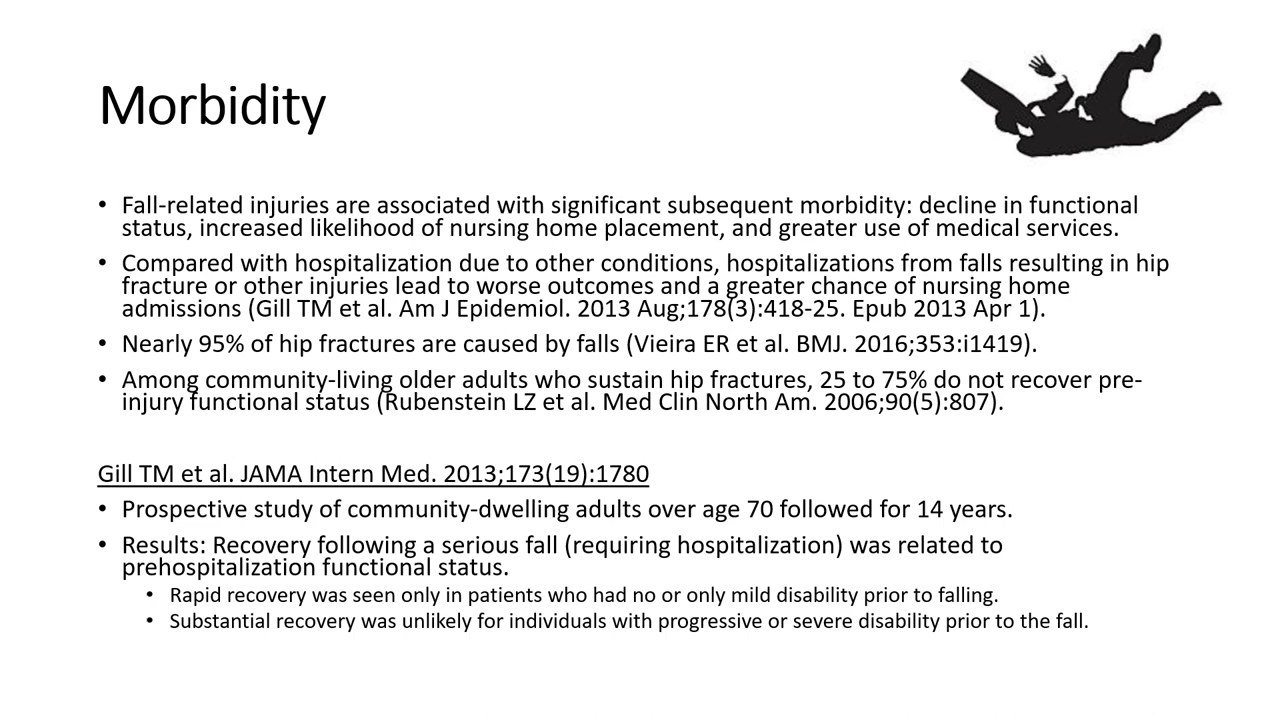 Morbidity
• Fall-related injuries are associated with significant subsequent morbidity: decline in functional
status, increased likelihood of nursing home placement, and greater use of medical services.
• Compared with hospitalization due to other conditions, hospitalizations from falls resulting in hip
fracture or other injuries lead to worse outcomes and a greater chance of nursing home
admissions (Gill TM et al. Am J Epidemiol. 2013 Aug;178(3):418-25. Epub 2013 Apr 1).
• Nearly 95% of hip fractures are caused by falls (Vieira ER et al. BMJ. 2016;353:i1419).
• Among community-living older adults who sustain hip fractures, 25 to 75% do not recover pre-
injury functional status (Rubenstein LZ et al. Med Clin North Am. 2006;90(5):807).
Gill TM et al. JAMA Intern Med. 2013;173(19):1780
• Prospective study of community-dwelling adults over age 70 followed for 14 years.
• Results: Recovery following a serious fall (requiring hospitalization) was related to
prehospitalization functional status.
• Rapid recovery was seen only in patients who had no or only mild disability prior to falling.
• Substantial recovery was unlikely for individuals with progressive or severe disability prior to the fall.